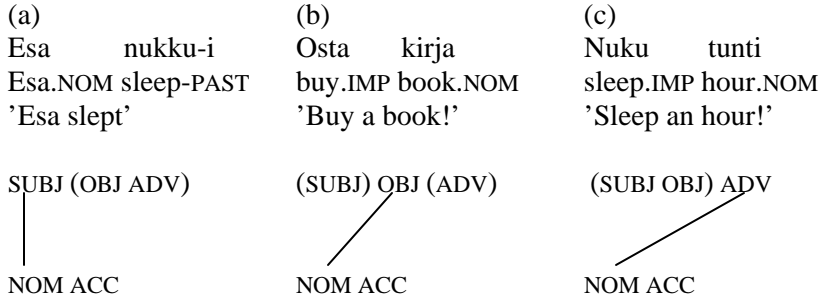 (a) (b) (c)
Esa nukku-i Osta kirja Nuku tunti
Esa.NOM sleep-PAST buy.IMP book.NOM sleep.IMP hour.NOM
’Esa slept’ ’Buy a book!’ ’Sleep an hour!’
SUBJ (OBJ ADV) (SUBJ) OBJ (ADV) (SUBJ OBJ) ADV
NOM ACC NOM ACC NOM ACC